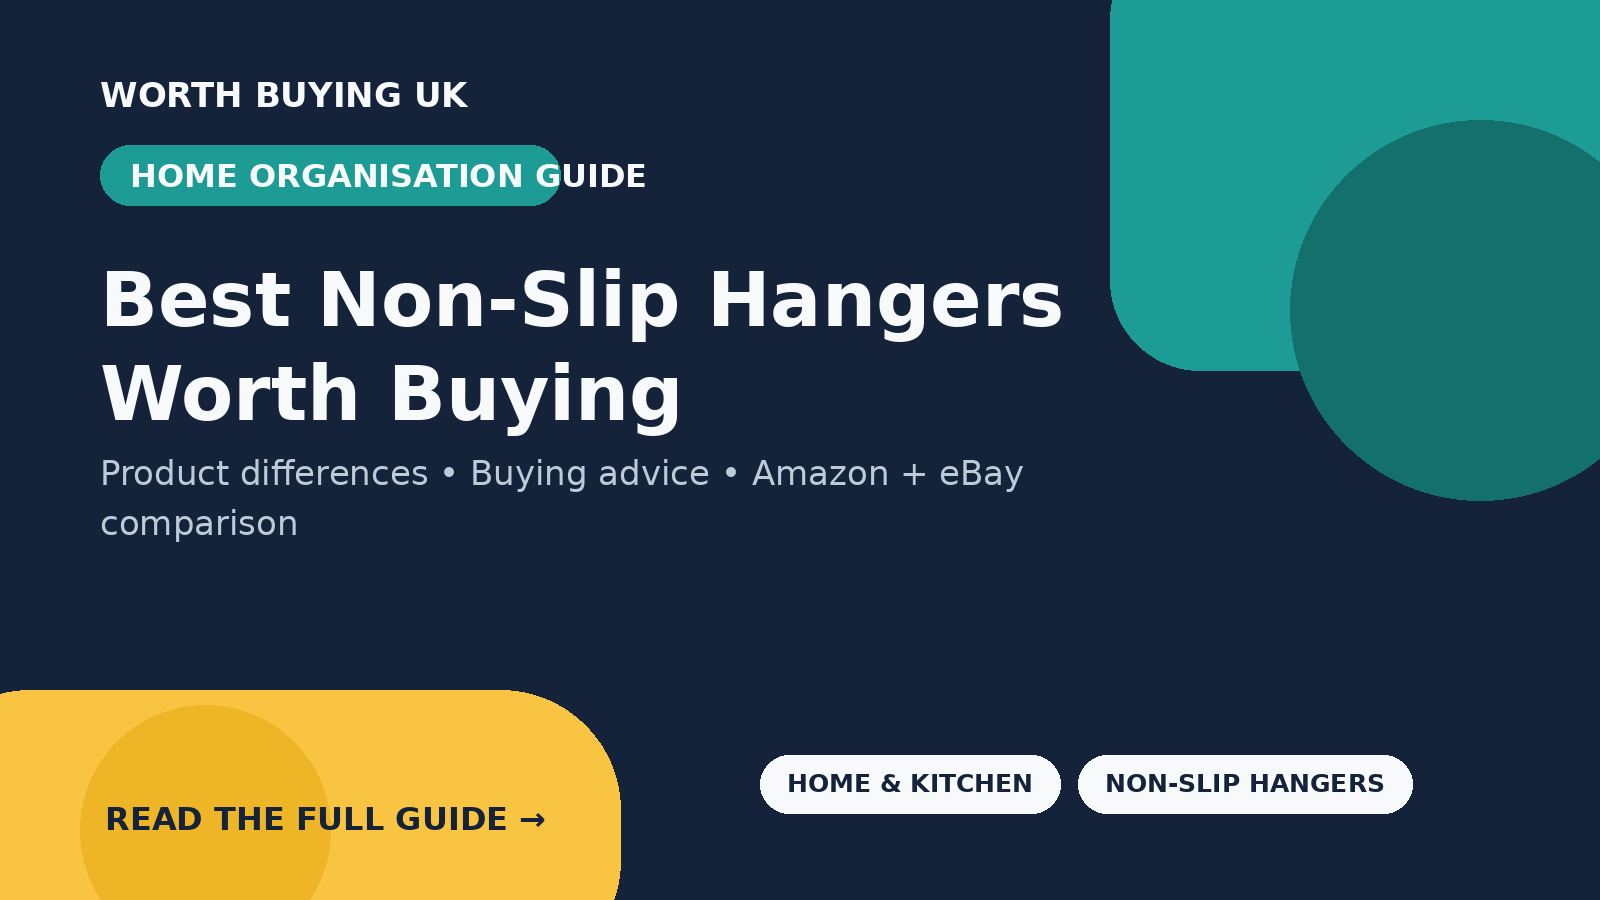 WORTH BUYING UK
HOME ORGANISATION GUIDE
Best Non-Slip Hangers
Worth Buying
Product differences • Buying advice • Amazon + eBay
comparison
READ THE FULL GUIDE →
HOME & KITCHEN
NON-SLIP HANGERS